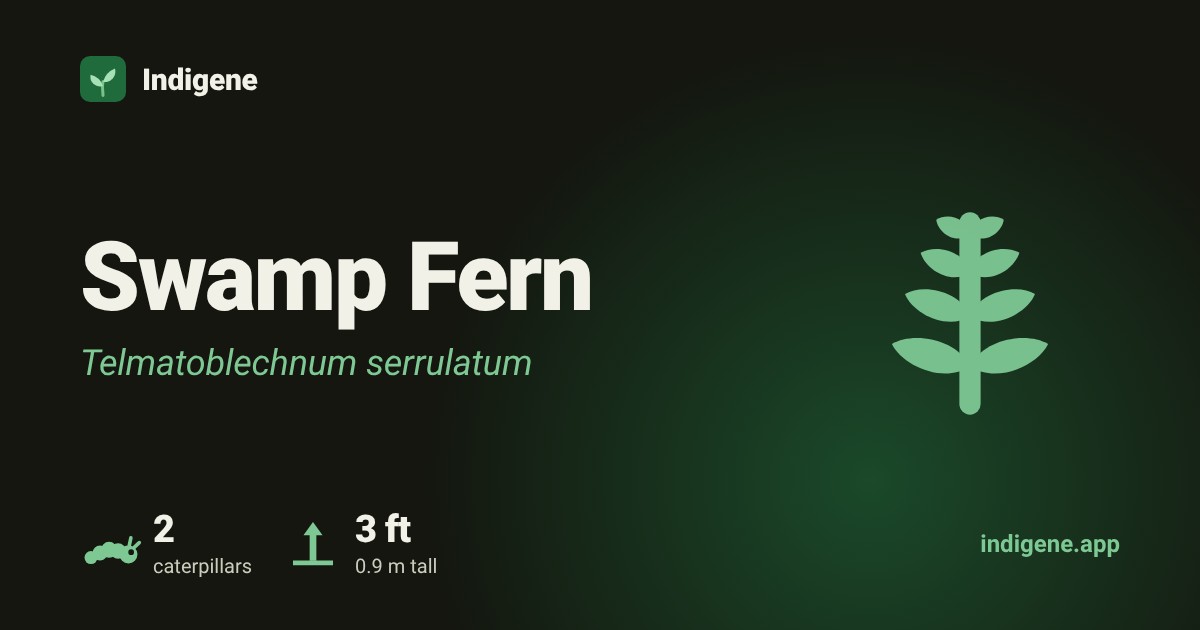 Indigene
Swamp Fern
Telmatoblechnum serrulatum
2
caterpillars
3 ft
0.9 m tall
indigene.app